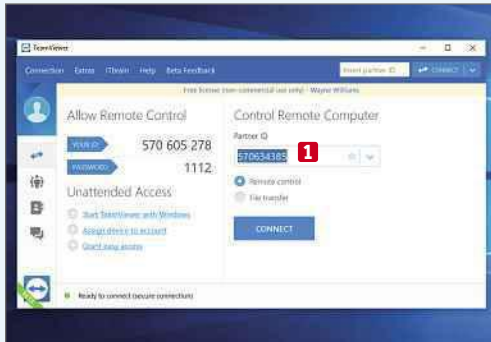 TeamViewer
Connection Extras ITbrain Help Beta Feedback
Insert partner ID
CONNECT
Free license (non-commercial use only) - Wayne Williams
Allow Remote Control
YOUR ID 570 605 278
PASSWORD 1112
Unattended Access
Start TeamViewer with Windows
Assign device to account
Grant easy access
Control Remote Computer
Partner ID
570634385
1
Remote control
File transfer
CONNECT
Ready to connect (secure connection)